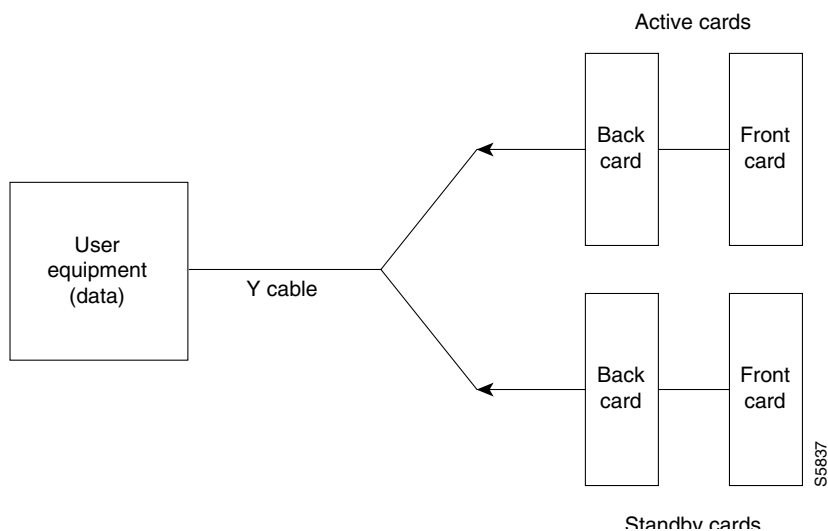 Active cards
Back
card
Front
card
User
equipment
(data)
Y cable
Back
card
Front
card
S5837
Standby cards